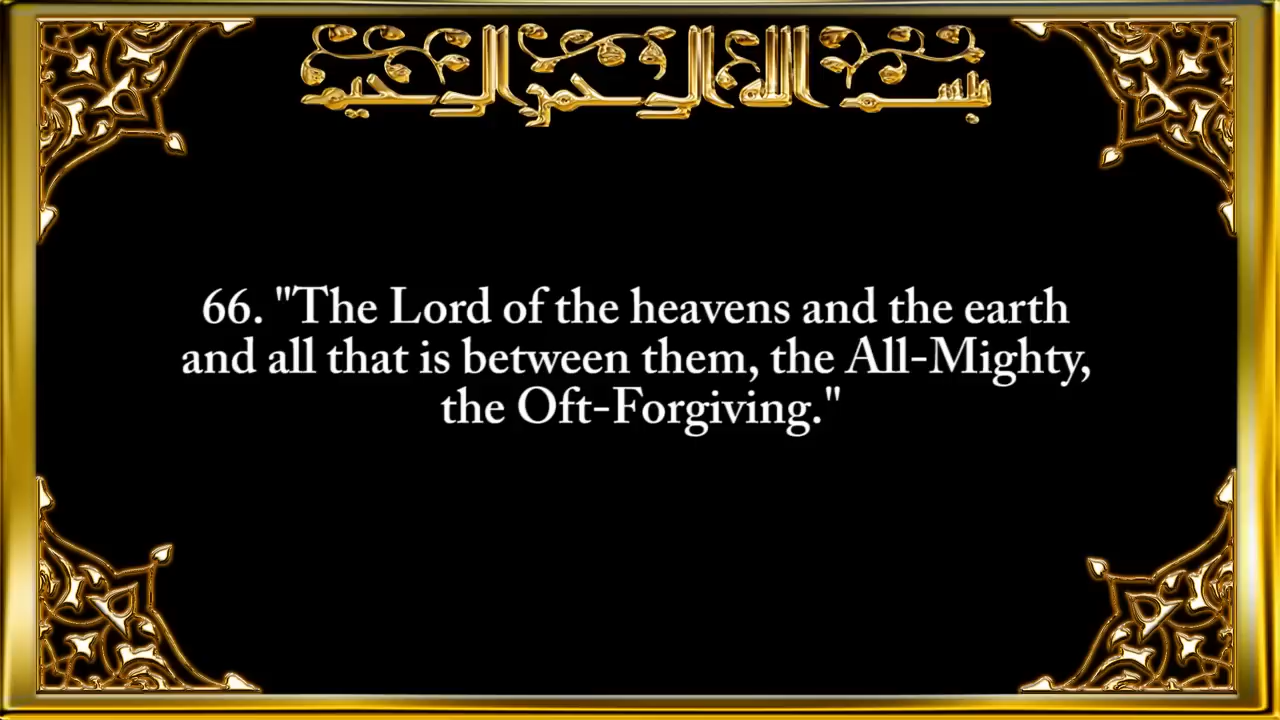 بسم الله الرحمن الرحيم
66. "The Lord of the heavens and the earth
and all that is between them, the All-Mighty,
the Oft-Forgiving."